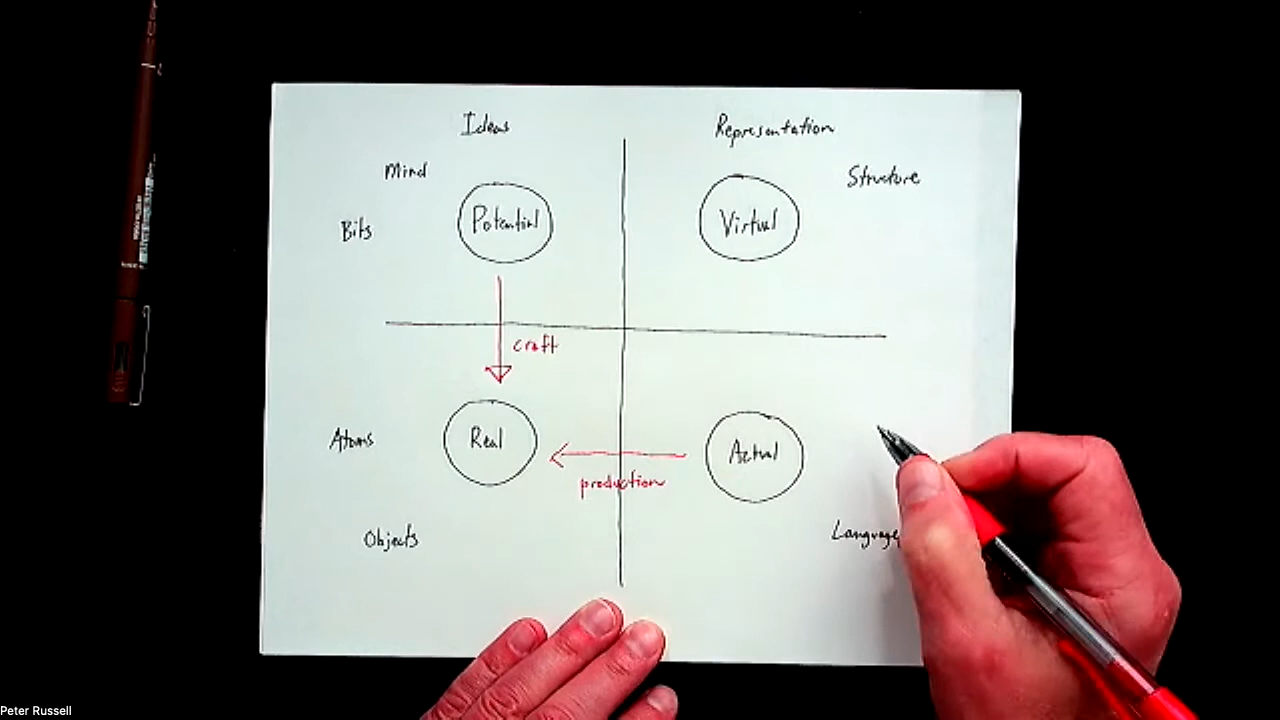 Ideas
Representation
Mind
Structure
Bits
Potential
Virtual
craft
Atoms
Real
Actual
production
Objects
Language
Peter Russell